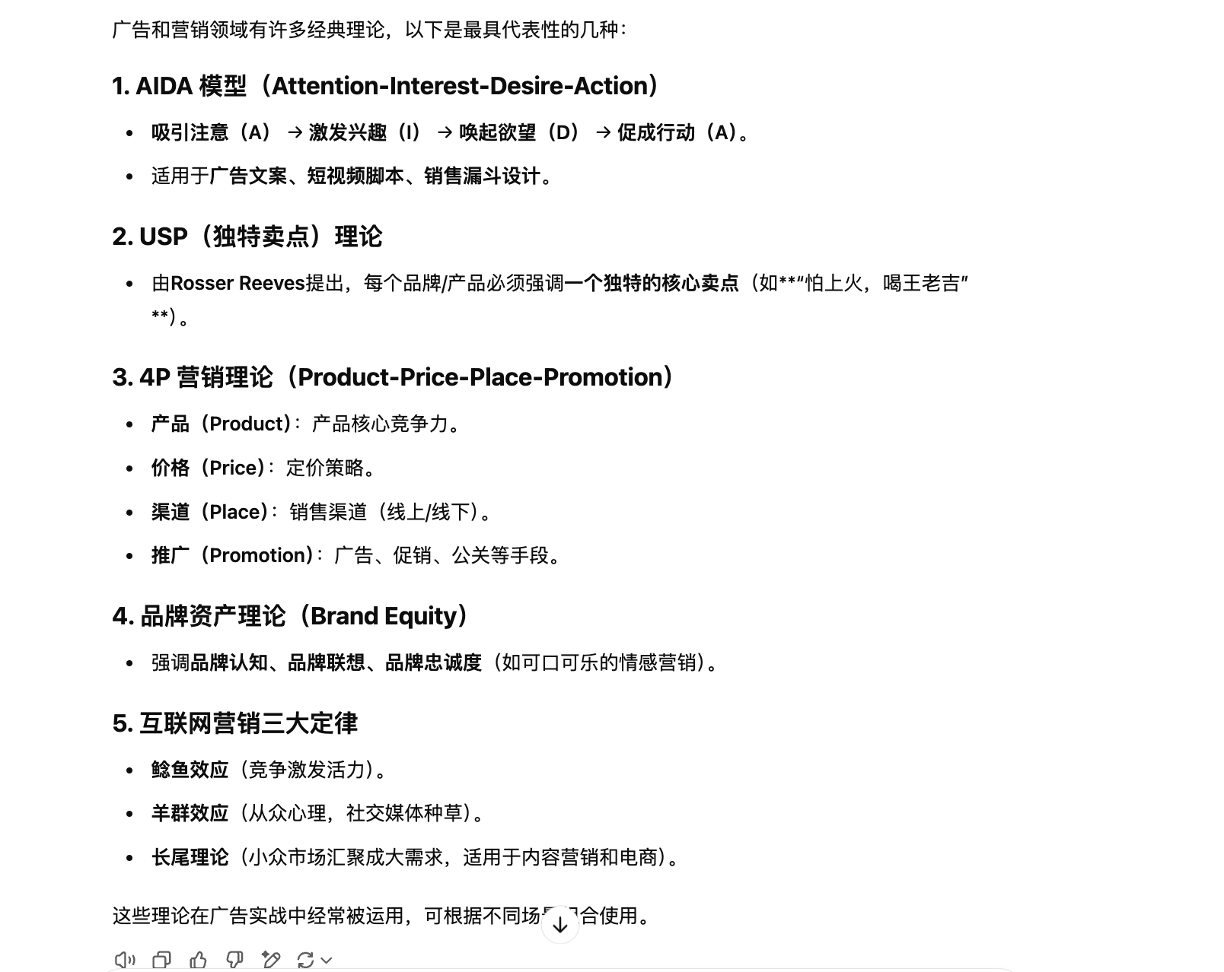 广告和营销领域有许多经典理论，以下是最具代表性的几种：
1. AIDA 模型（Attention-Interest-Desire-Action）
• 吸引注意（A） → 激发兴趣（I） → 唤起欲望（D） → 促成行动（A）。
• 适用于广告文案、短视频脚本、销售漏斗设计。
2. USP（独特卖点）理论
• 由Rosser Reeves提出，每个品牌/产品必须强调一个独特的核心卖点（如**“怕上火，喝王老吉”
**）。
3. 4P 营销理论（Product-Price-Place-Promotion）
• 产品（Product）：产品核心竞争力。
• 价格（Price）：定价策略。
• 渠道（Place）：销售渠道（线上/线下）。
• 推广（Promotion）：广告、促销、公关等手段。
4. 品牌资产理论（Brand Equity）
• 强调品牌认知、品牌联想、品牌忠诚度（如可口可乐的情感营销）。
5. 互联网营销三大定律
• 鲶鱼效应（竞争激发活力）。
• 羊群效应（从众心理，社交媒体种草）。
• 长尾理论（小众市场汇聚成大需求，适用于内容营销和电商）。
这些理论在广告实战中经常被运用，可根据不同场合使用。